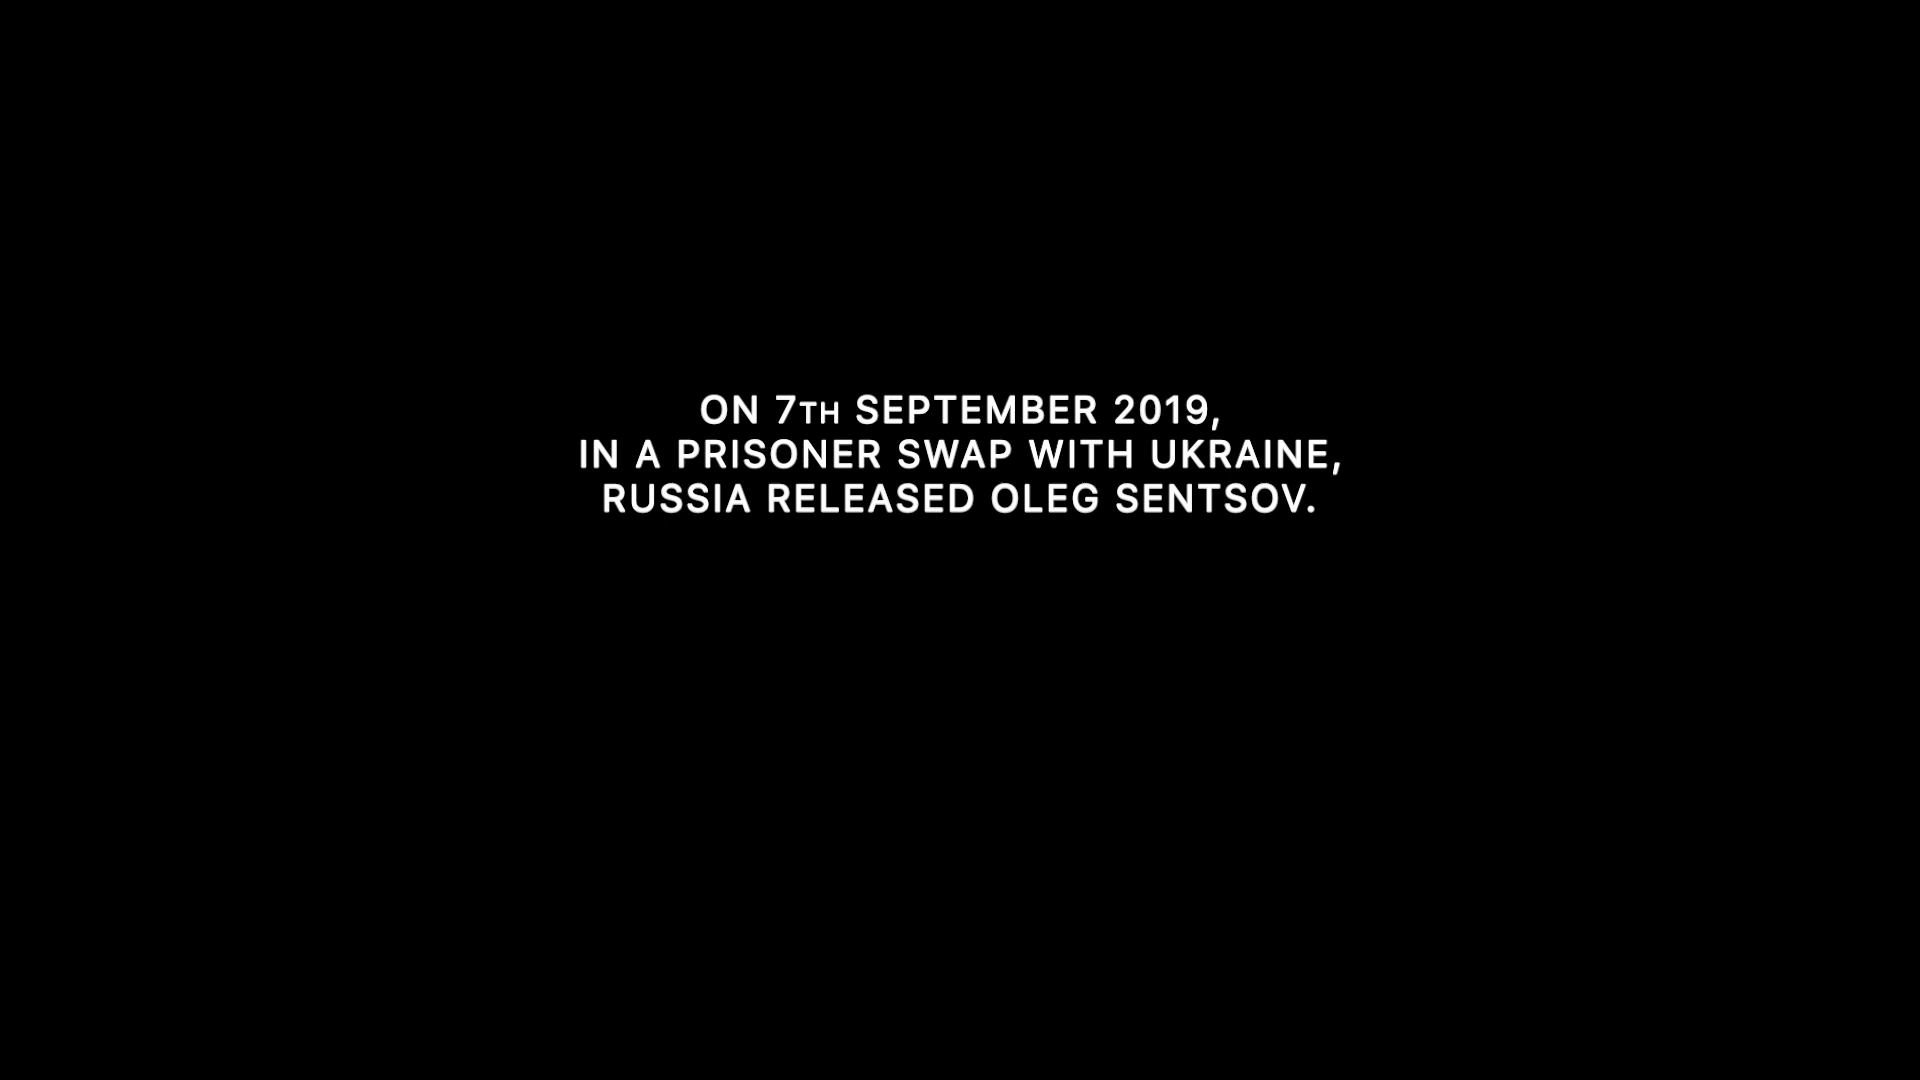 ON 7TH SEPTEMBER 2019,
IN A PRISONER SWAP WITH UKRAINE,
RUSSIA RELEASED OLEG SENTSOV.